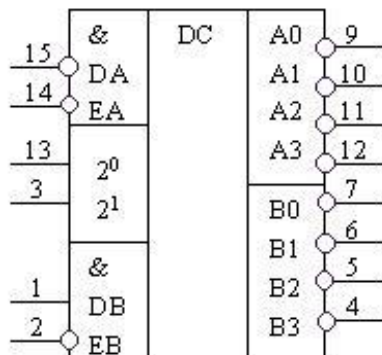 & DC A0 9
15 DA A1 10
14 EA A2 11
A3 12
13 2⁰
3 2¹ B0 7
B1 6
& B2 5
1 DB B3 4
2 EB